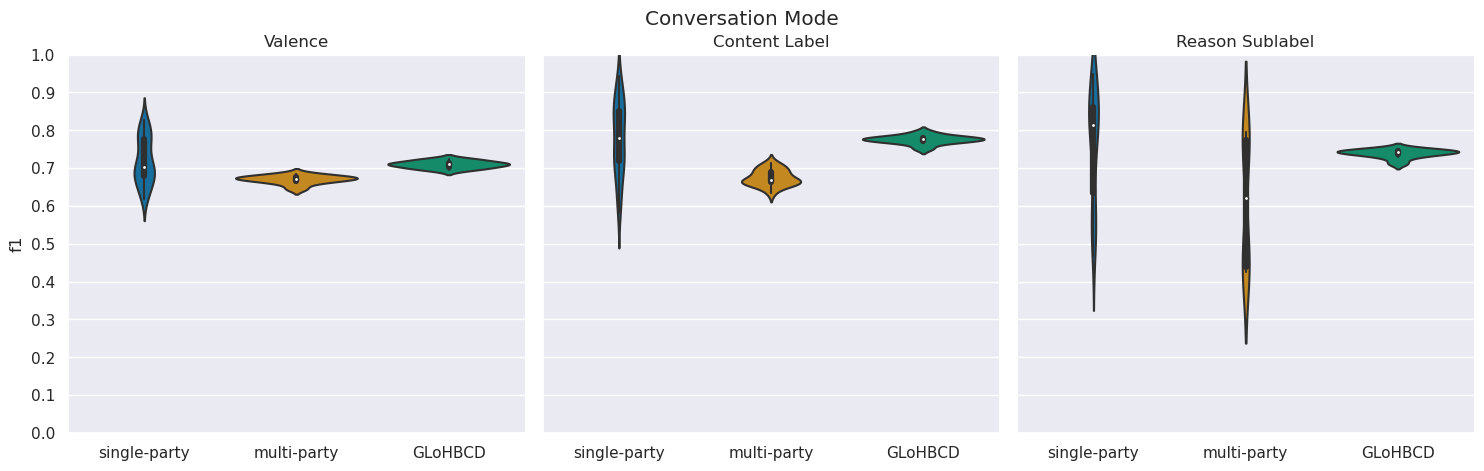 Conversation Mode
Valence
Content Label
Reason Sublabel
f1
1.0
0.9
0.8
0.7
0.6
0.5
0.4
0.3
0.2
0.1
0.0
single-party multi-party GLoHBCD
single-party multi-party GLoHBCD
single-party multi-party GLoHBCD